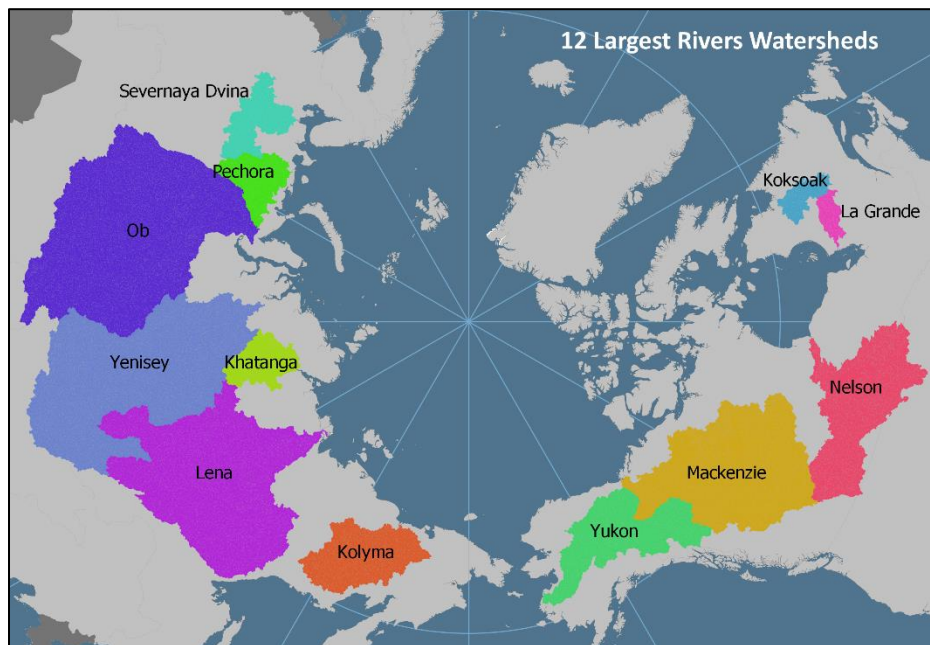 12 Largest Rivers Watersheds
Severnaya Dvina
Pechora
Koksoak
La Grande
Ob
Yenisey
Khatanga
Nelson
Lena
Mackenzie
Yukon
Kolyma